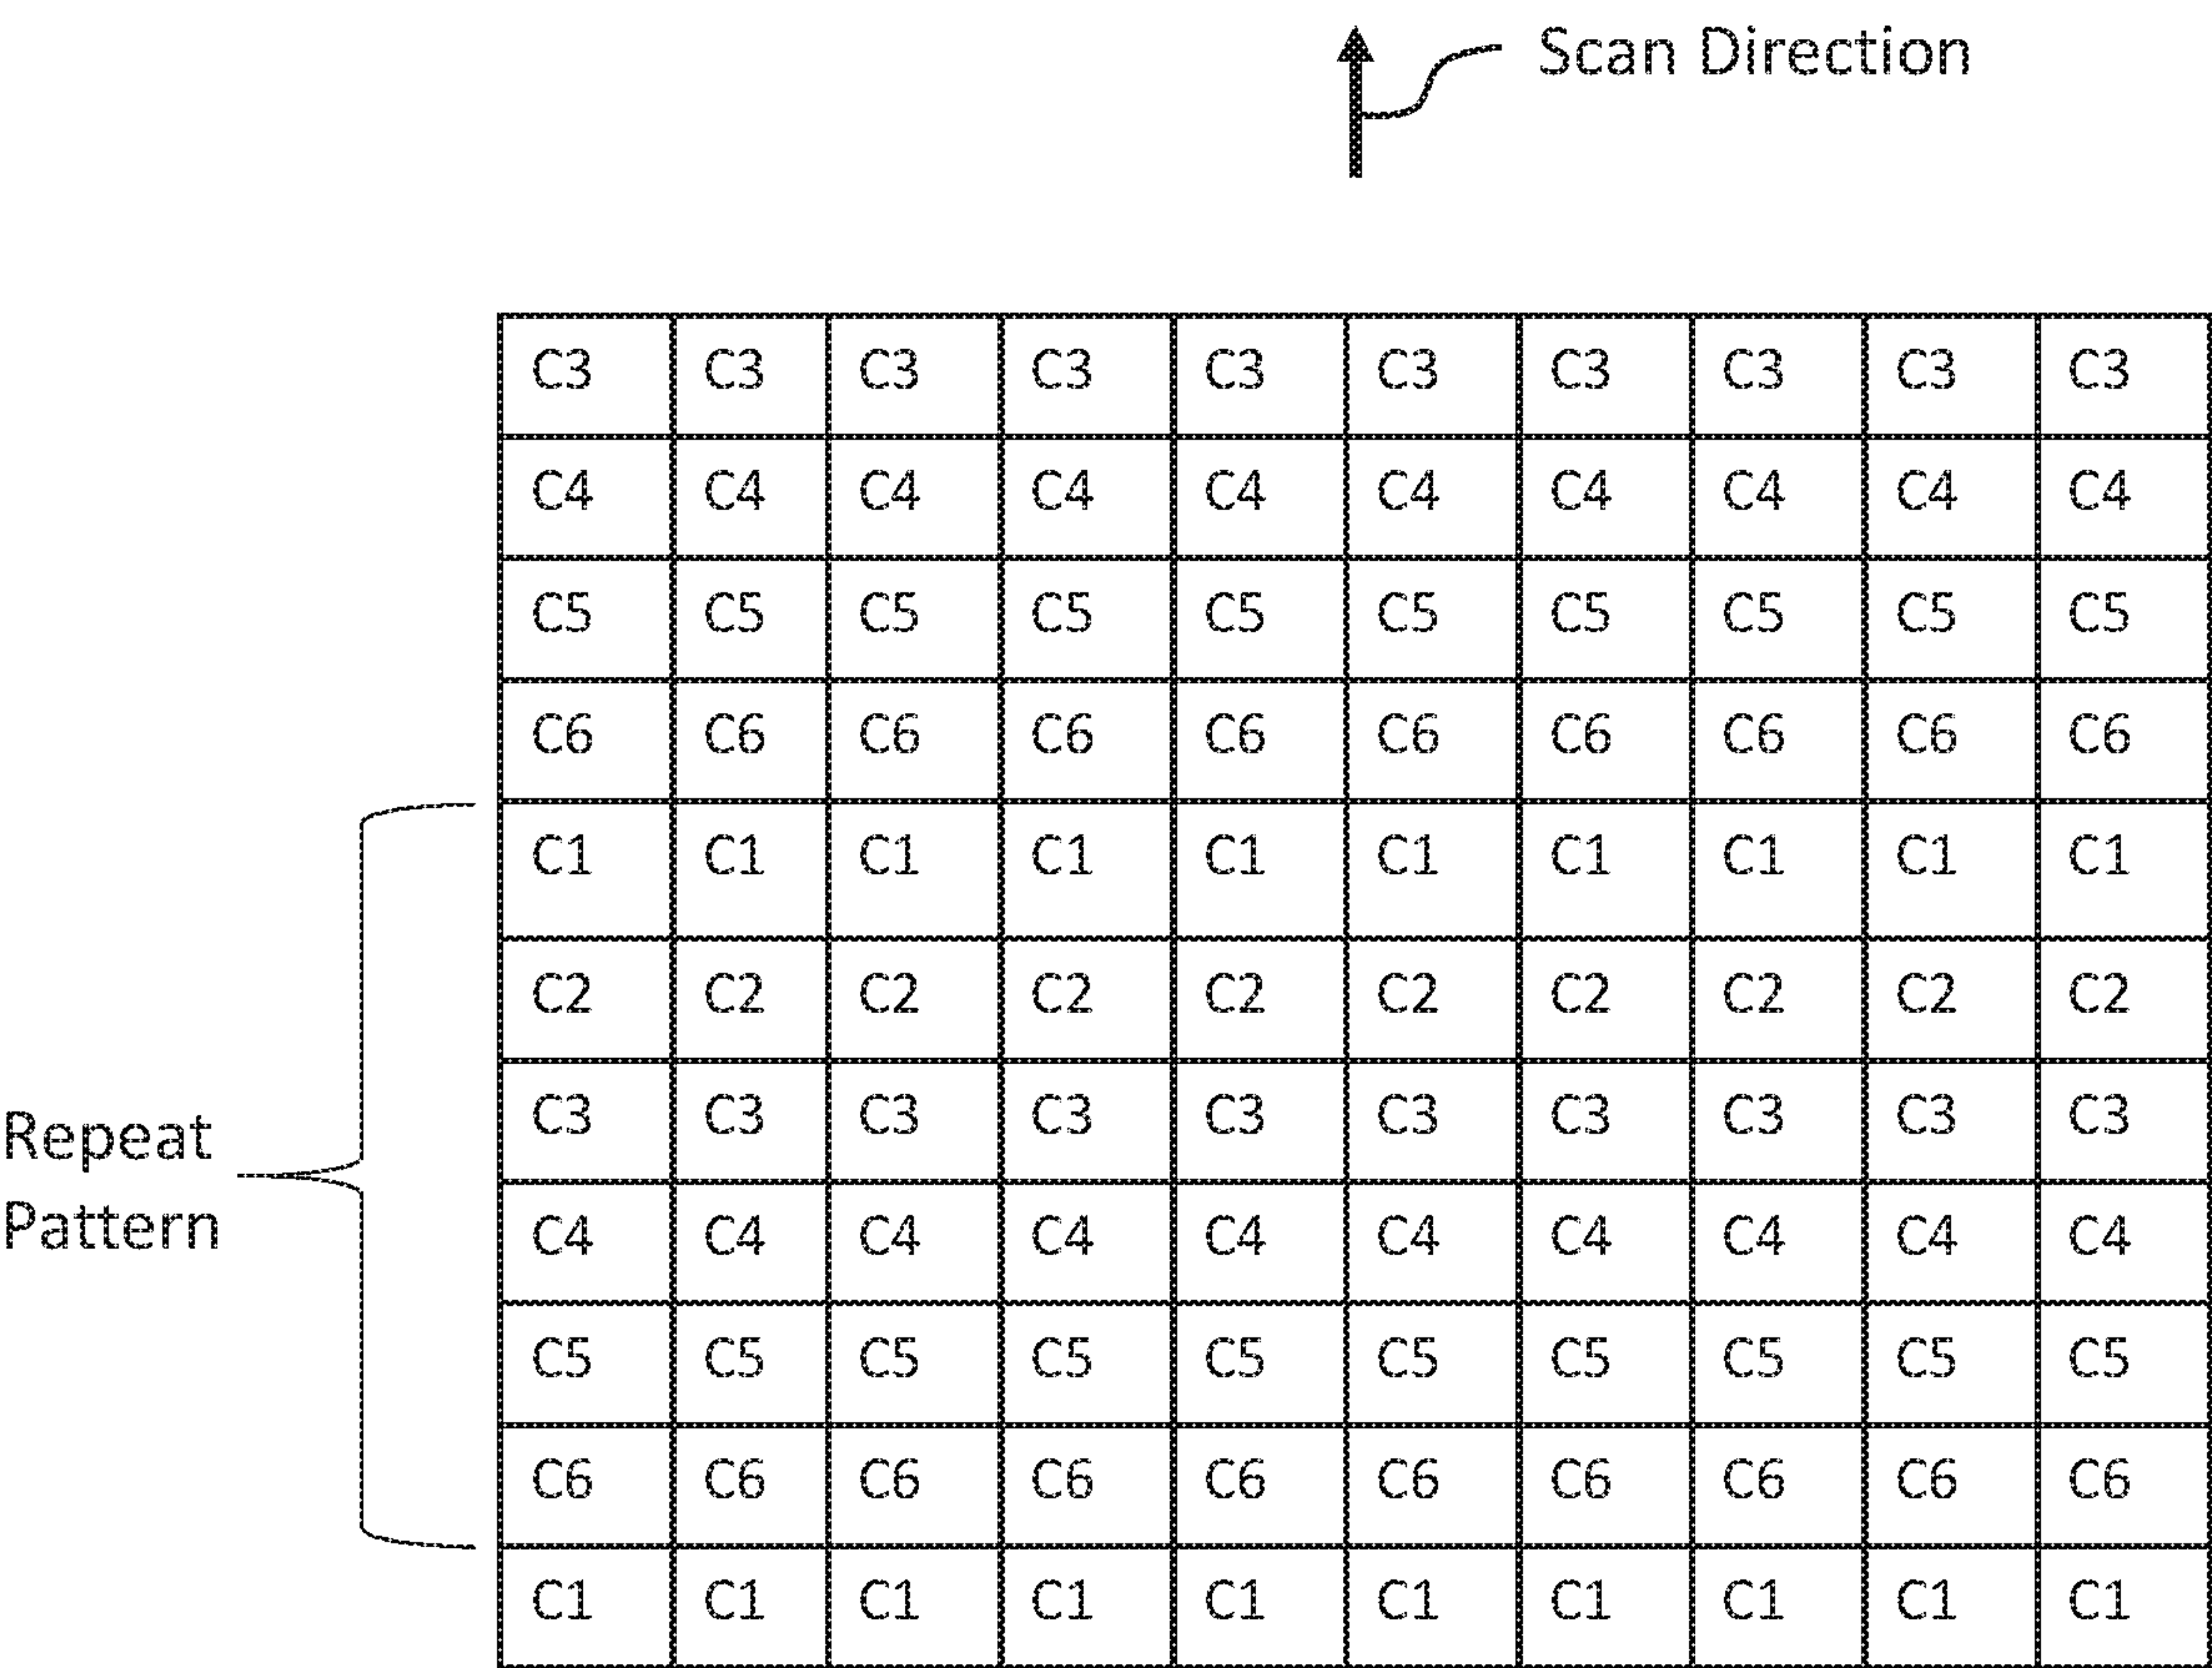 Scan Direction
C3 C3 C3 C3 C3 C3 C3 C3 C3 C3
C4 C4 C4 C4 C4 C4 C4 C4 C4 C4
C5 C5 C5 C5 C5 C5 C5 C5 C5 C5
C6 C6 C6 C6 C6 C6 C6 C6 C6 C6
C1 C1 C1 C1 C1 C1 C1 C1 C1 C1
C2 C2 C2 C2 C2 C2 C2 C2 C2 C2
C3 C3 C3 C3 C3 C3 C3 C3 C3 C3
C4 C4 C4 C4 C4 C4 C4 C4 C4 C4
C5 C5 C5 C5 C5 C5 C5 C5 C5 C5
C6 C6 C6 C6 C6 C6 C6 C6 C6 C6
C1 C1 C1 C1 C1 C1 C1 C1 C1 C1
Repeat
Pattern